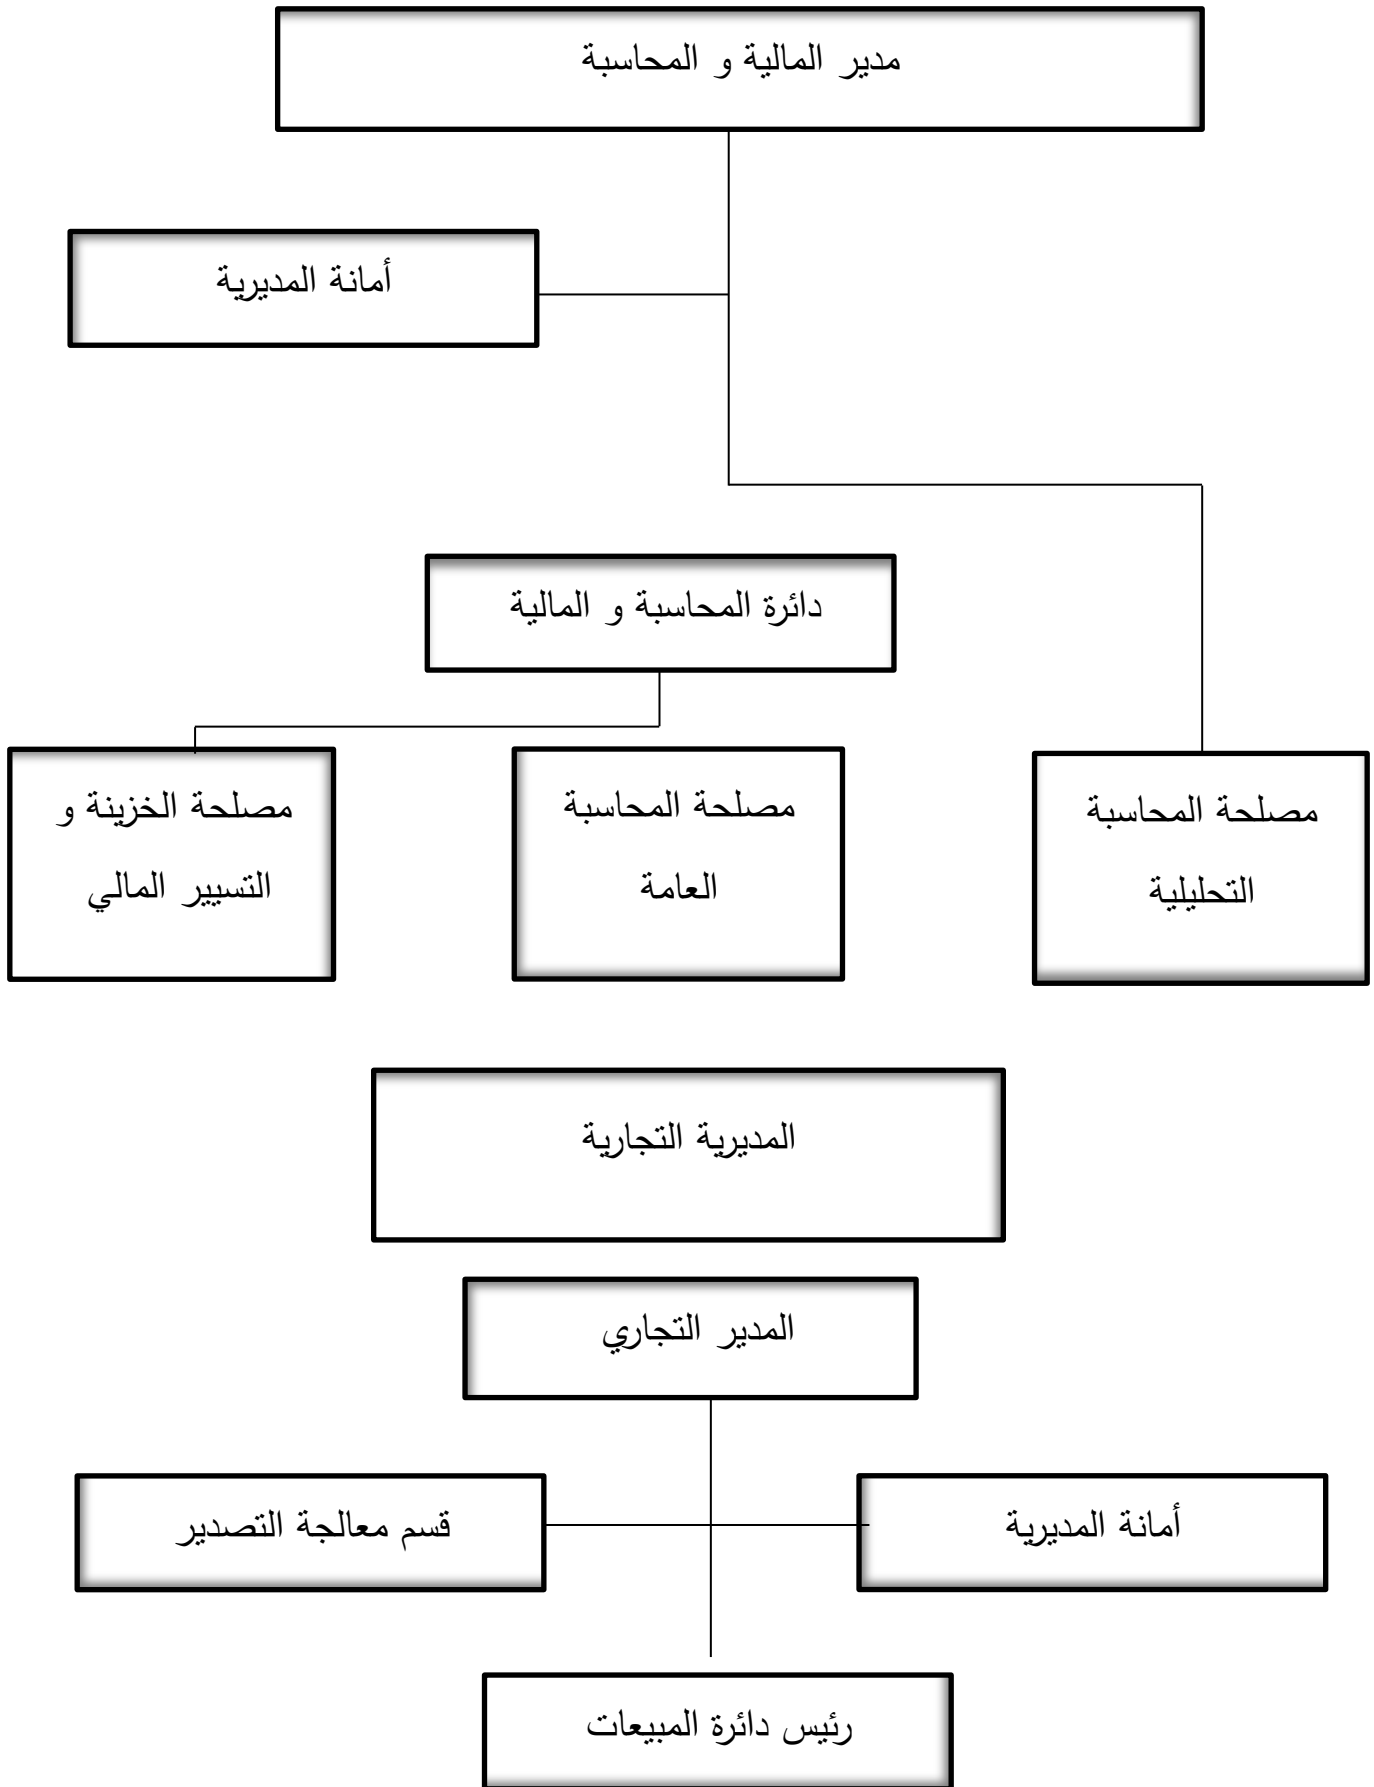 مدير المالية و المحاسبة
أمانة المديرية
دائرة المحاسبة و المالية
مصلحة المحاسبة
التحليلية
مصلحة المحاسبة
العامة
مصلحة الخزينة و
التسيير المالي
المديرية التجارية
المدير التجاري
أمانة المديرية
قسم معالجة التصدير
رئيس دائرة المبيعات